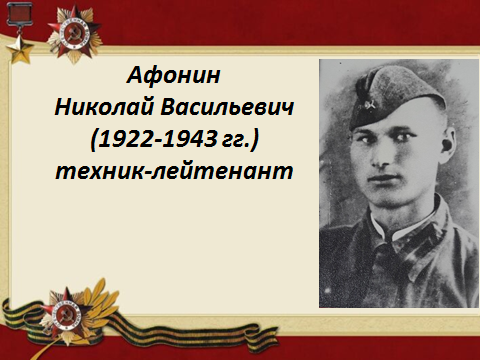 Афонин
Николай Васильевич
(1922-1943 гг.)
техник-лейтенант